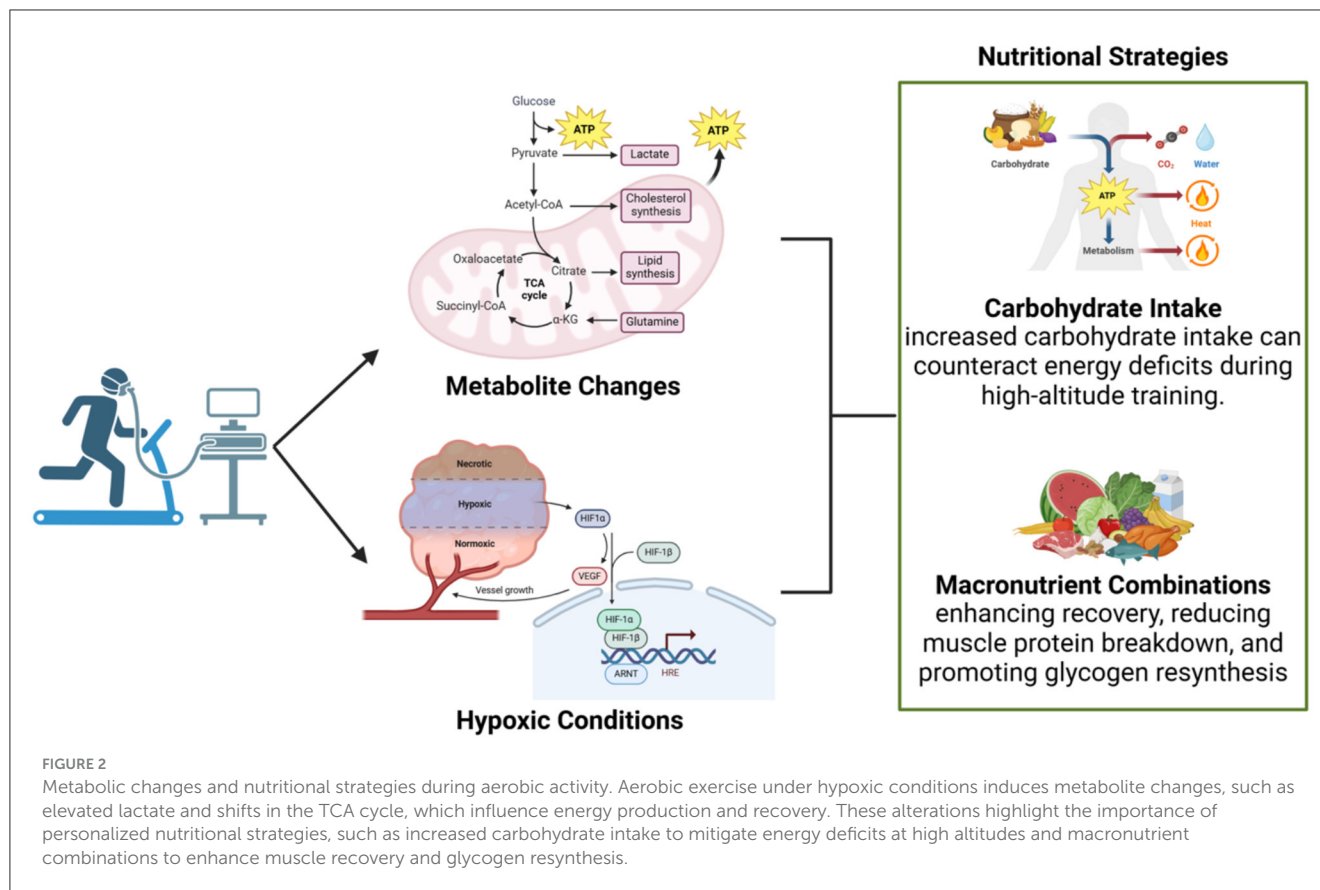 Nutritional Strategies
Glucose
ATP
ATP
Pyruvate
Lactate
Acetyl-CoA
Cholesterol
synthesis
Oxaloacetate
Citrate
Lipid
synthesis
TCA
cycle
Succinyl-CoA
α-KG
Glutamine
Metabolite Changes
Necrotic
Hypoxic
Normoxic
HIF1α
HIF-1β
VEGF
Vessel growth
HIF-1α
HIF-1β
ARNT
HRE
Hypoxic Conditions
Carbohydrate
C
O
O
CO₂
Water
ATP
Heat
Metabolism
Carbohydrate Intake
increased carbohydrate intake can
counteract energy deficits during
high-altitude training.
Macronutrient Combinations
enhancing recovery, reducing
muscle protein breakdown, and
promoting glycogen resynthesis
FIGURE 2
Metabolic changes and nutritional strategies during aerobic activity. Aerobic exercise under hypoxic conditions induces metabolite changes, such as
elevated lactate and shifts in the TCA cycle, which influence energy production and recovery. These alterations highlight the importance of
personalized nutritional strategies, such as increased carbohydrate intake to mitigate energy deficits at high altitudes and macronutrient
combinations to enhance muscle recovery and glycogen resynthesis.